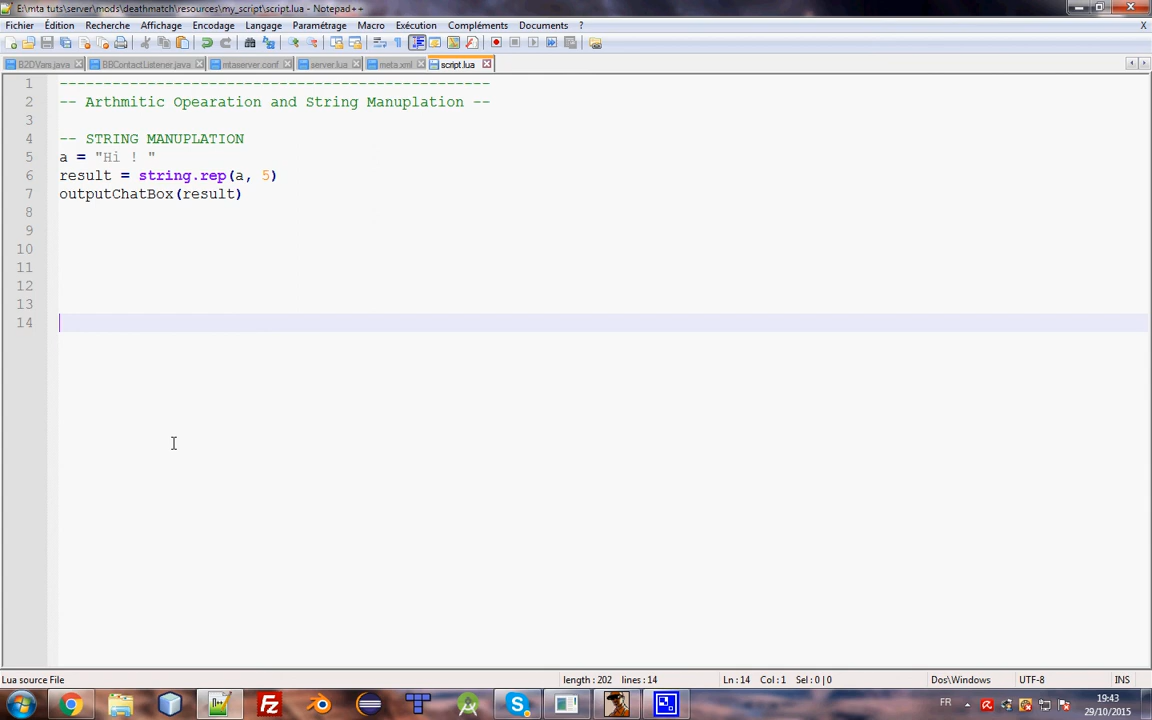 E:\mta tuts\server\mods\deathmatch\resources\my_script\script.lua - Notepad++
Fichier Édition Recherche Affichage Encodage Langage Paramétrage Macro Exécution Compléments Documents ? X
B2DVars.java BBContactListener.java mtaserver.conf server.lua meta.xml script.lua
1 -------------------------------------------------
2 -- Arthmitic Opearation and String Manuplation --
3
4 -- STRING MANUPLATION
5 a = "Hi ! "
6 result = string.rep(a, 5)
7 outputChatBox(result)
8
9
10
11
12
13
14
Lua source File length : 202 lines : 14 Ln : 14 Col : 1 Sel : 0 | 0 Dos\Windows UTF-8 INS
FR 19:43
29/10/2015